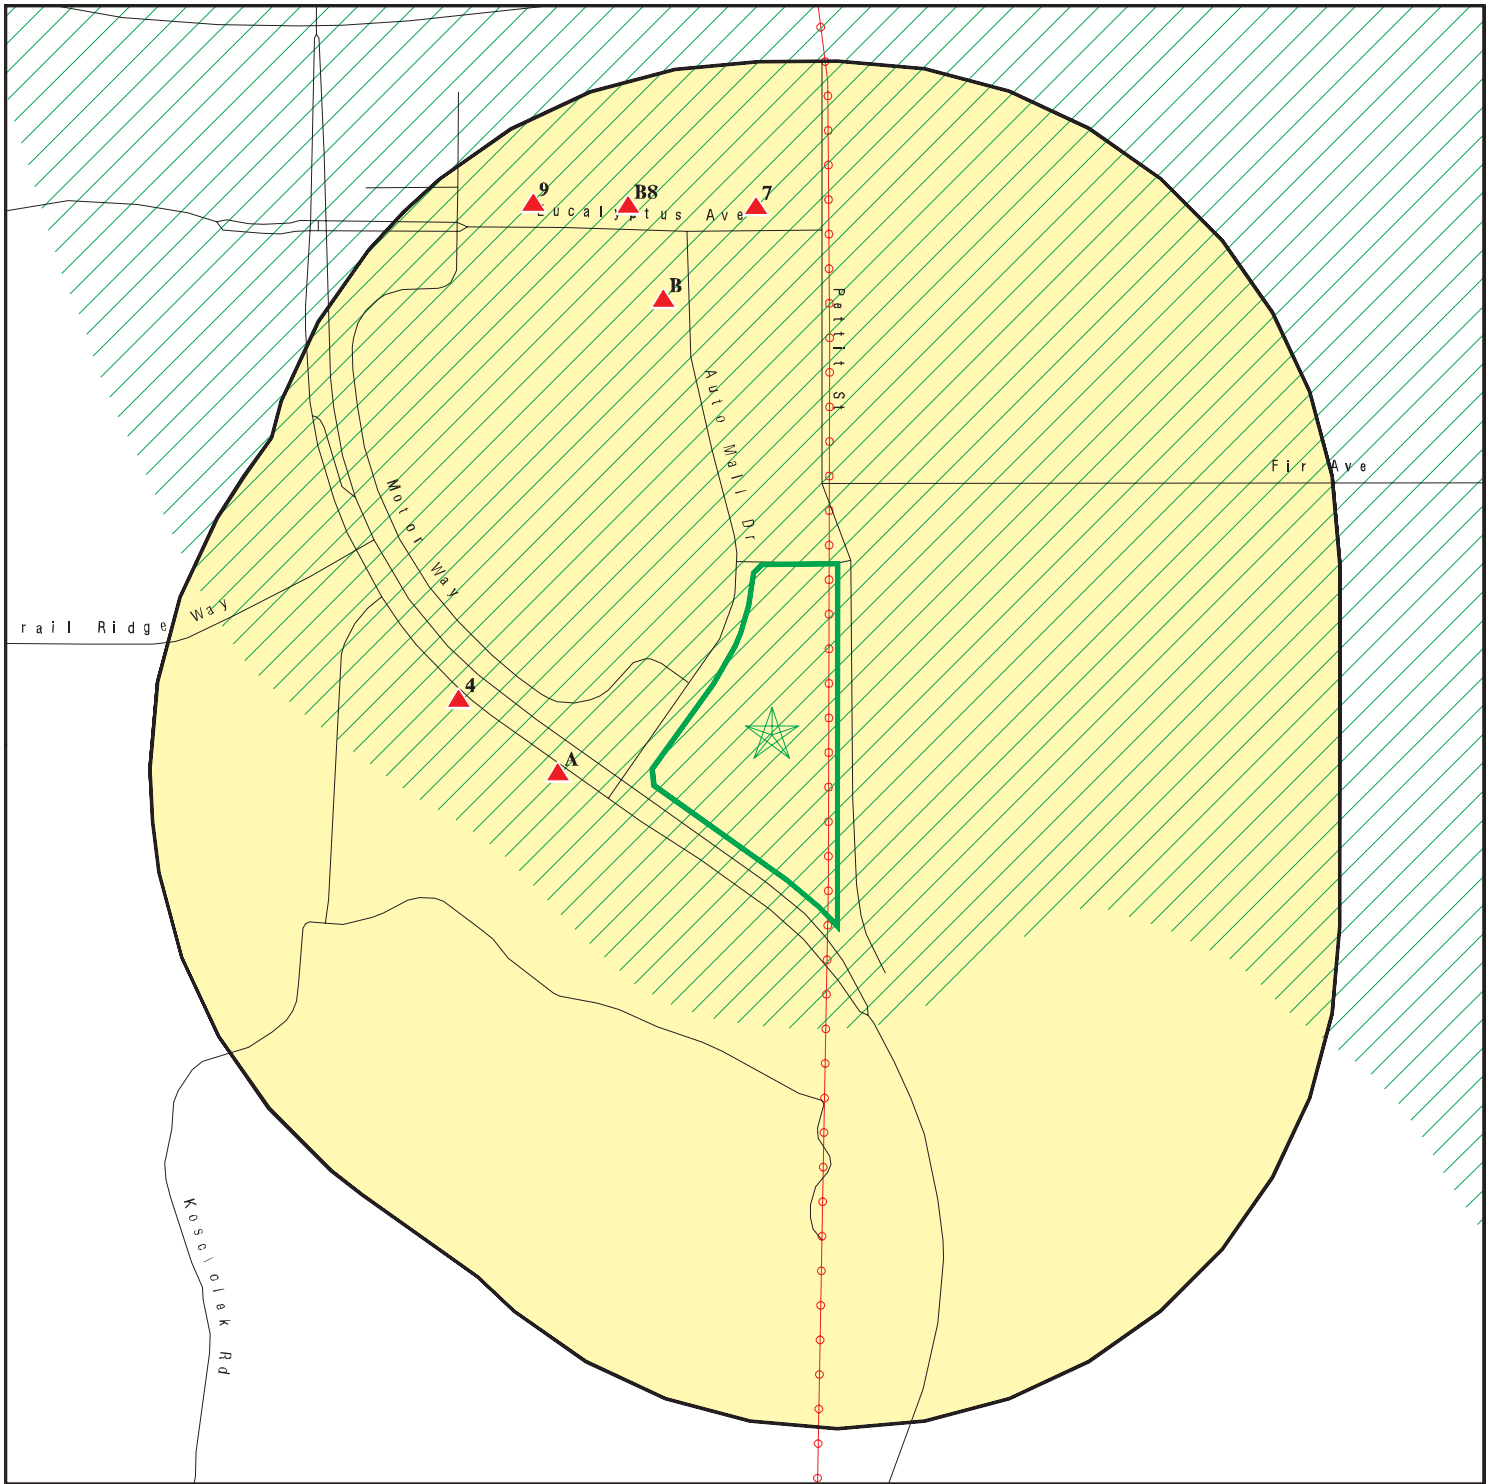 9
B8
7
Eucalyptus Ave
B
Pettit St
Auto Mall Dr
Fir Ave
Motor Way
rail Ridge Way
4
A
Kosciolek Rd